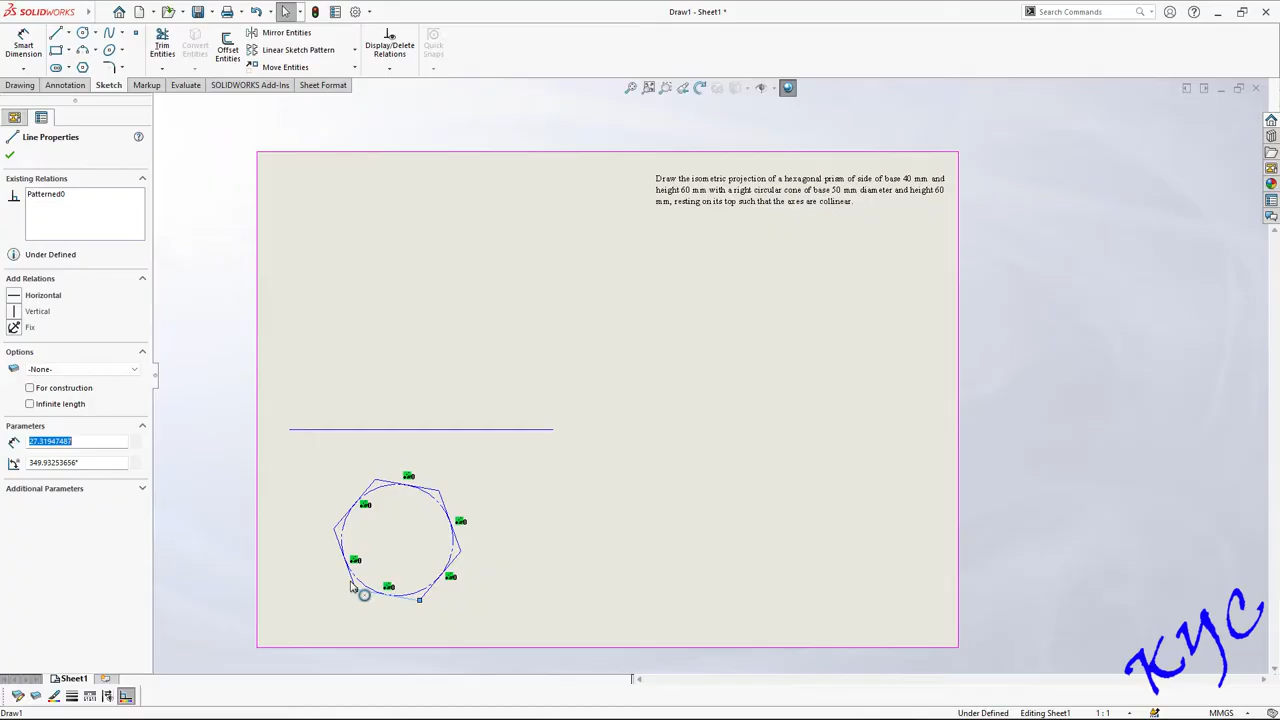 SOLIDWORKS
Draw1 - Sheet1 *
Search Commands
Smart Dimension
Trim Entities
Convert Entities
Offset Entities
Mirror Entities
Linear Sketch Pattern
Move Entities
Display/Delete Relations
Quick Snaps
Drawing Annotation Sketch Markup Evaluate SOLIDWORKS Add-Ins Sheet Format
Line Properties
Existing Relations
Patterned0
Under Defined
Add Relations
Horizontal
Vertical
Fix
Options
-None-
For construction
Infinite length
Parameters
27.31947487
349.93253656°
Additional Parameters
Draw the isometric projection of a hexagonal prism of side of base 40 mm and
height 60 mm with a right circular cone of base 50 mm diameter and height 60
mm, resting on its top such that the axes are collinear.
KYC
Sheet1
Draw1
Under Defined Editing Sheet1 1 : 1 MMGS